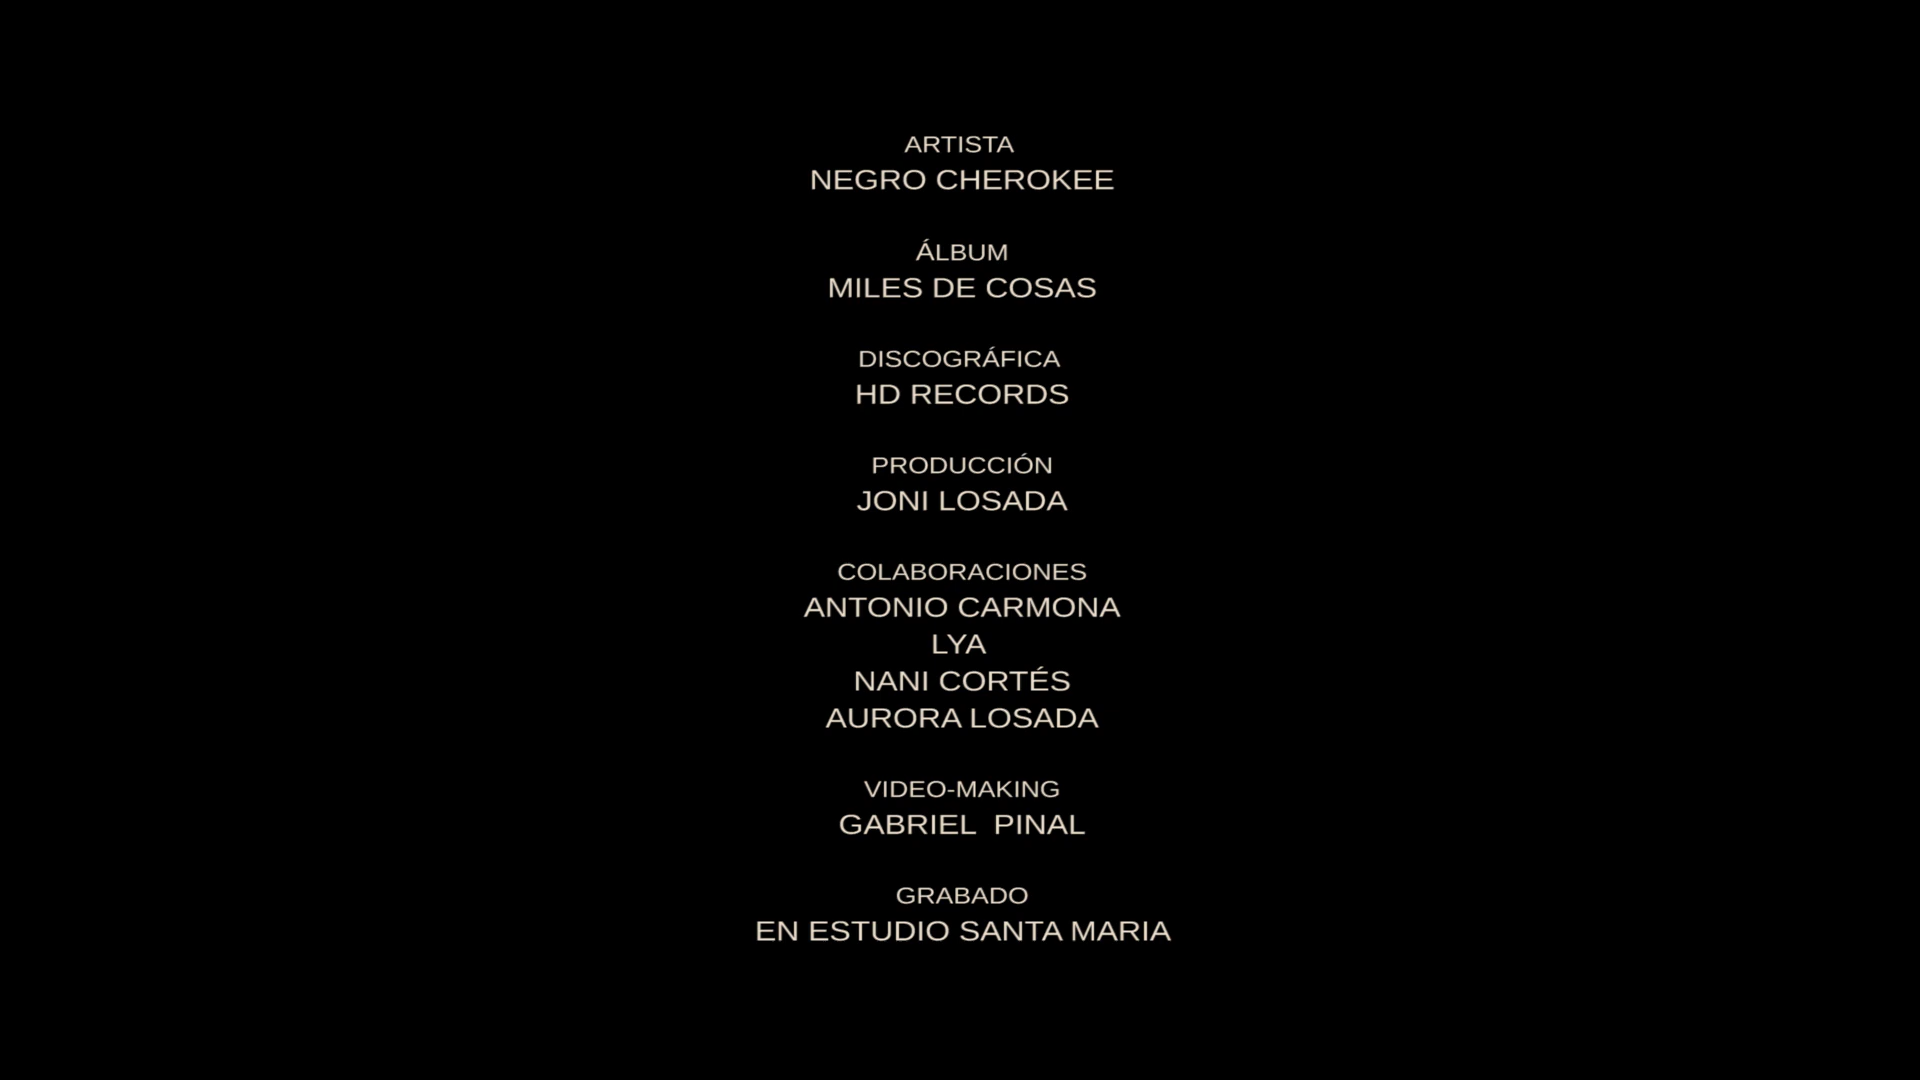 ARTISTA
NEGRO CHEROKEE
ÁLBUM
MILES DE COSAS
DISCOGRÁFICA
HD RECORDS
PRODUCCIÓN
JONI LOSADA
COLABORACIONES
ANTONIO CARMONA
LYA
NANI CORTÉS
AURORA LOSADA
VIDEO-MAKING
GABRIEL  PINAL
GRABADO
EN ESTUDIO SANTA MARIA